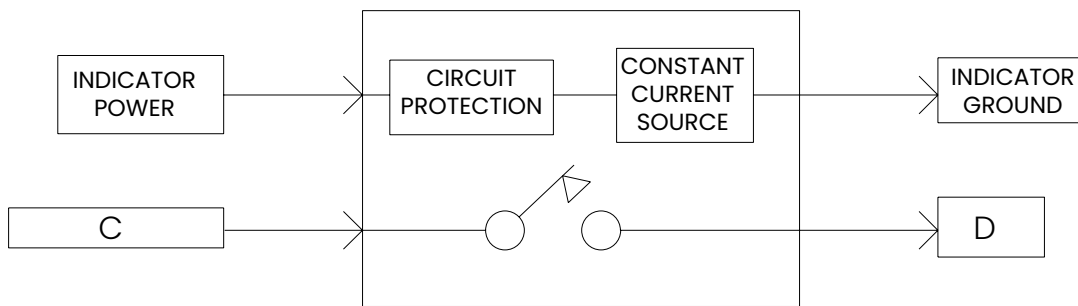 INDICATOR
POWER
CIRCUIT
PROTECTION
CONSTANT
CURRENT
SOURCE
INDICATOR
GROUND
C
D